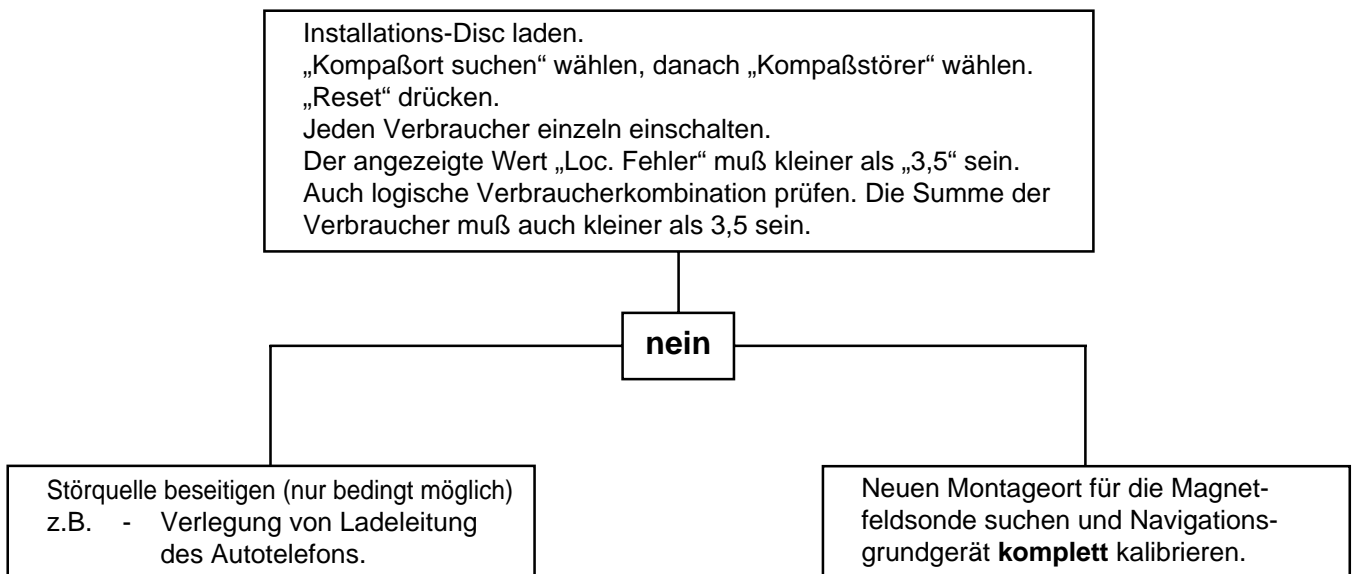 Installations-Disc laden.
„Kompaßort suchen“ wählen, danach „Kompaßstörer“ wählen.
„Reset“ drücken.
Jeden Verbraucher einzeln einschalten.
Der angezeigte Wert „Loc. Fehler“ muß kleiner als „3,5“ sein.
Auch logische Verbraucherkombination prüfen. Die Summe der
Verbraucher muß auch kleiner als 3,5 sein.
nein
Störquelle beseitigen (nur bedingt möglich)
z.B. - Verlegung von Ladeleitung
des Autotelefons.
Neuen Montageort für die Magnet-
feldsonde suchen und Navigations-
grundgerät komplett kalibrieren.